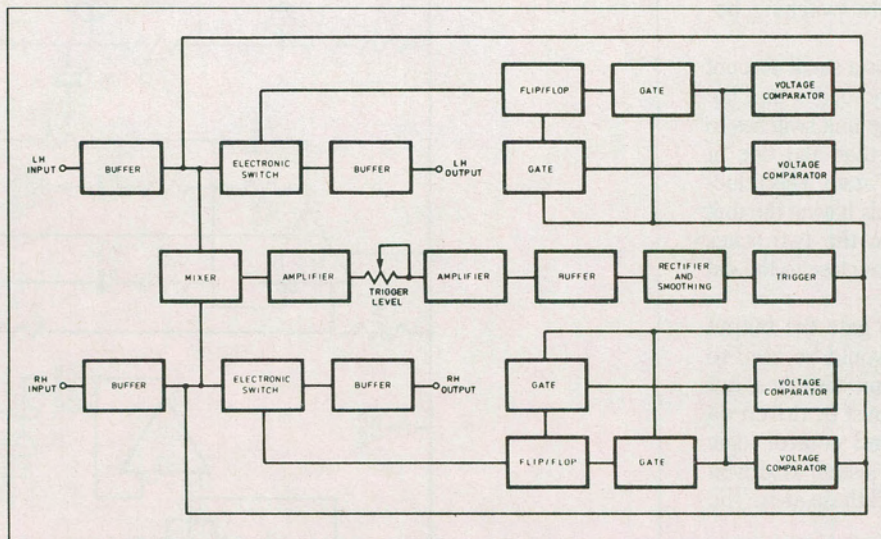 FLIP/FLOP
GATE
VOLTAGE
COMPARATOR
LH
INPUT
BUFFER
ELECTRONIC
SWITCH
BUFFER
LH
OUTPUT
GATE
VOLTAGE
COMPARATOR
MIXER
AMPLIFIER
TRIGGER
LEVEL
AMPLIFIER
BUFFER
RECTIFIER
AND
SMOOTHING
TRIGGER
RH
INPUT
BUFFER
ELECTRONIC
SWITCH
BUFFER
RH
OUTPUT
GATE
VOLTAGE
COMPARATOR
FLIP/FLOP
GATE
VOLTAGE
COMPARATOR